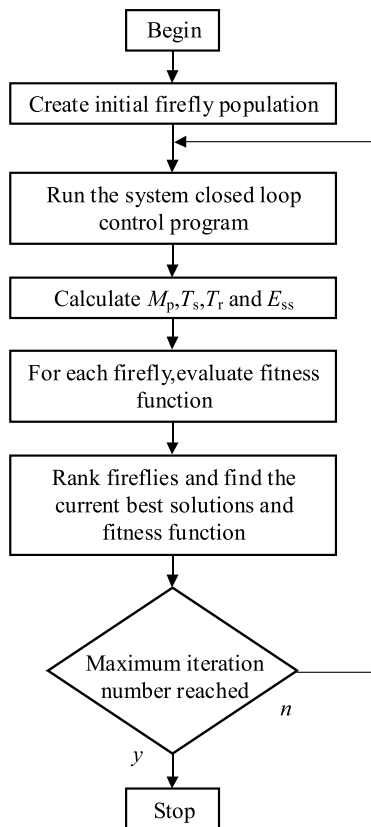 Begin
Create initial firefly population
Run the system closed loop
control program
Calculate Mp,Ts,Tr and Ess
For each firefly,evaluate fitness
function
Rank fireflies and find the
current best solutions and
fitness function
Maximum iteration
number reached
n
y
Stop